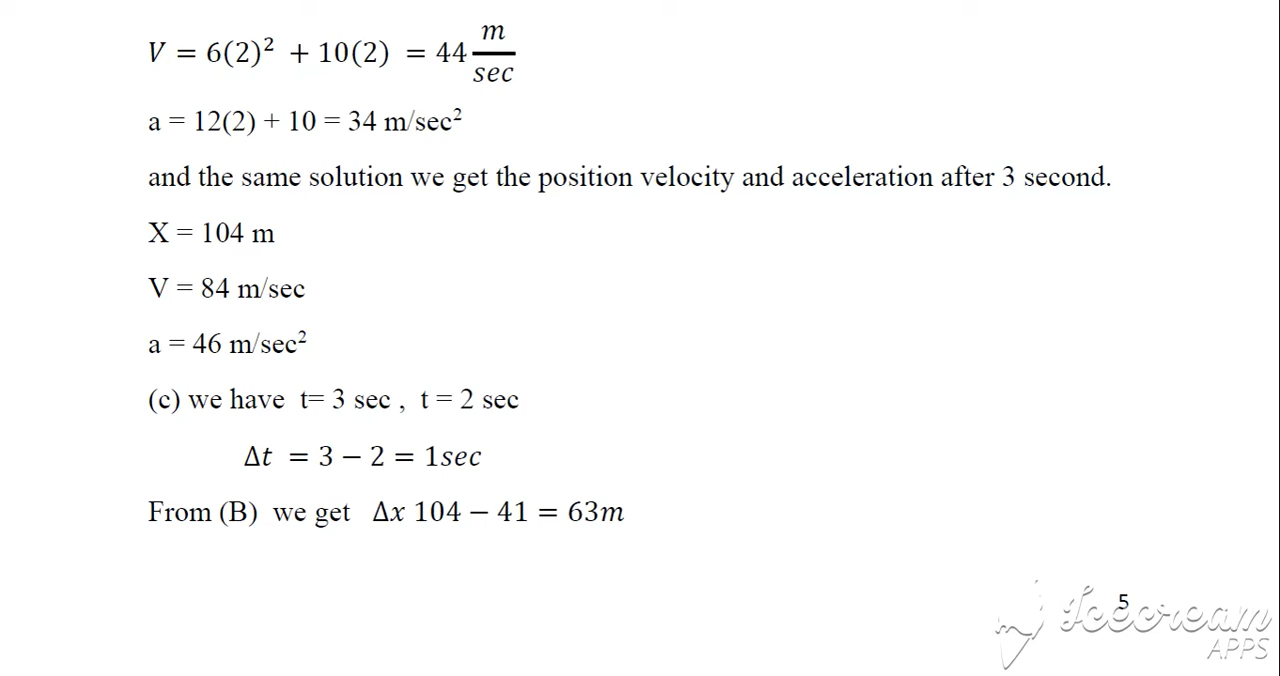 V = 6(2)² + 10(2) = 44 m/sec
a = 12(2) + 10 = 34 m/sec²
and the same solution we get the position velocity and acceleration after 3 second.
X = 104 m
V = 84 m/sec
a = 46 m/sec²
(c) we have t= 3 sec , t = 2 sec
Δt = 3 − 2 = 1sec
From (B) we get Δx 104 − 41 = 63m
5
Icecream
APPS